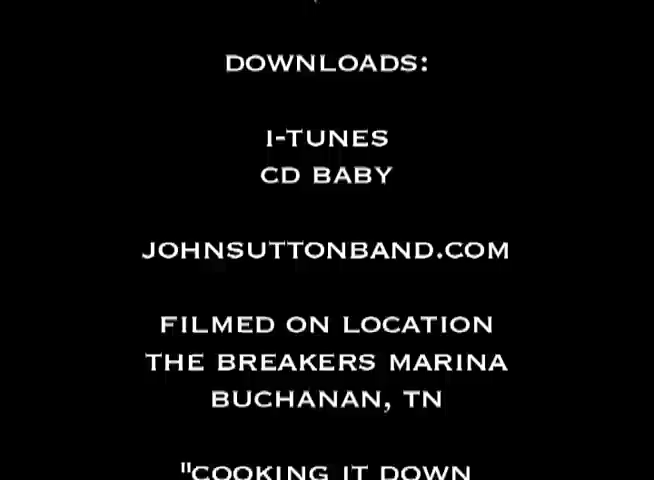 DOWNLOADS:
I-TUNES
CD BABY
JOHNSUTTONBAND.COM
FILMED ON LOCATION
THE BREAKERS MARINA
BUCHANAN, TN
"COOKING IT DOWN